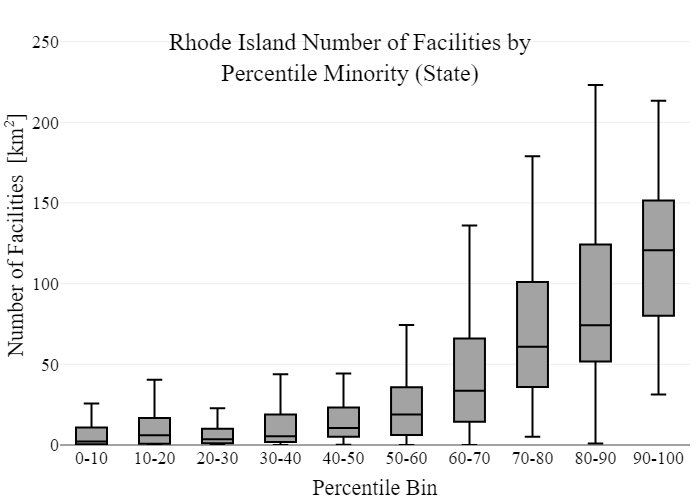 Rhode Island Number of Facilities by
Percentile Minority (State)
Number of Facilities [km²]
250
200
150
100
50
0
0-10 10-20 20-30 30-40 40-50 50-60 60-70 70-80 80-90 90-100
Percentile Bin